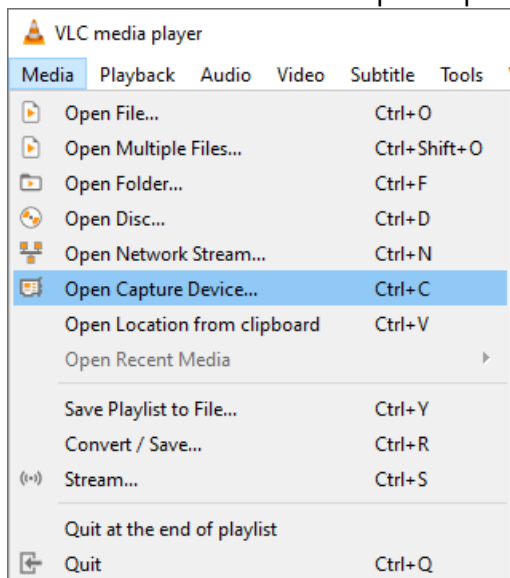 VLC media player
Media Playback Audio Video Subtitle Tools
Open File... Ctrl+O
Open Multiple Files... Ctrl+Shift+O
Open Folder... Ctrl+F
Open Disc... Ctrl+D
Open Network Stream... Ctrl+N
Open Capture Device... Ctrl+C
Open Location from clipboard Ctrl+V
Open Recent Media
Save Playlist to File... Ctrl+Y
Convert / Save... Ctrl+R
Stream... Ctrl+S
Quit at the end of playlist
Quit Ctrl+Q